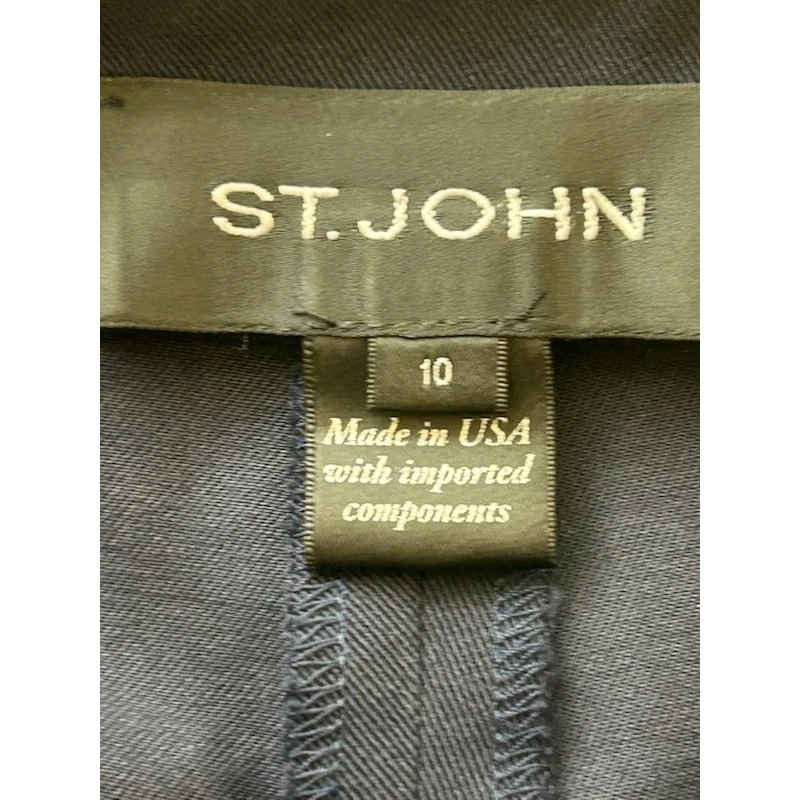 ST. JOHN
10
Made in USA
with imported
components